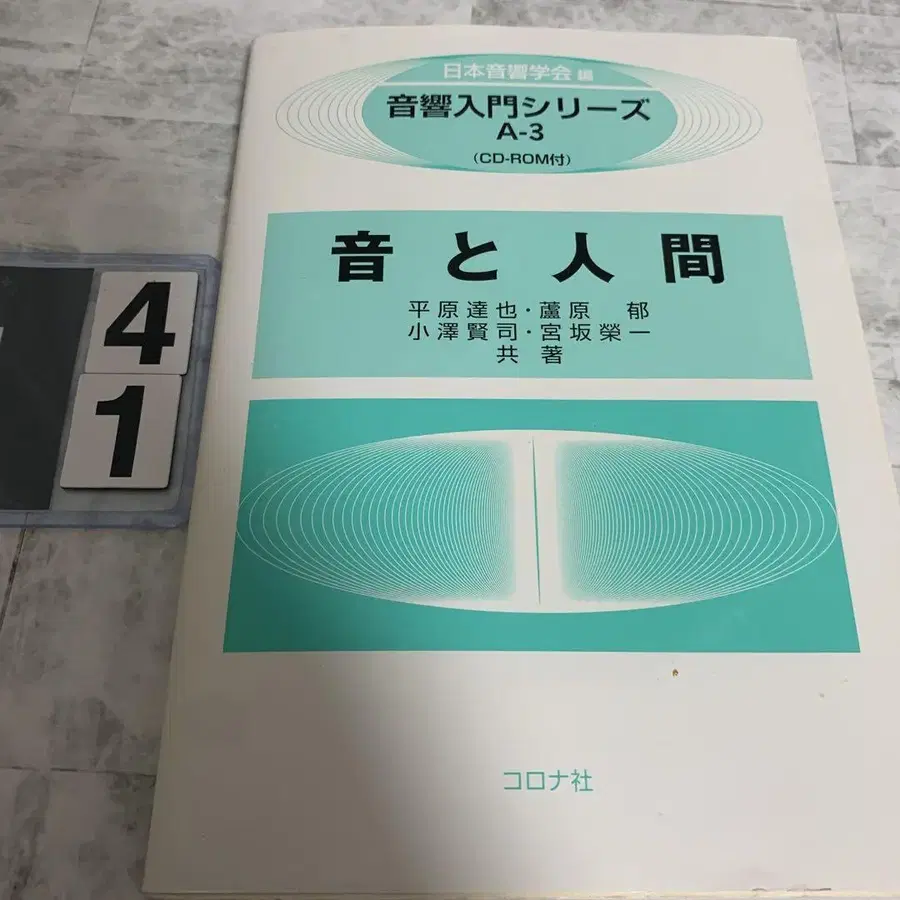 日本音響学会 編
音響入門シリーズ
A-3
(CD-ROM付)
音と人間
平原達也・蘆原 郁
小澤賢司・宮坂榮一
共著
コロナ社
4
1